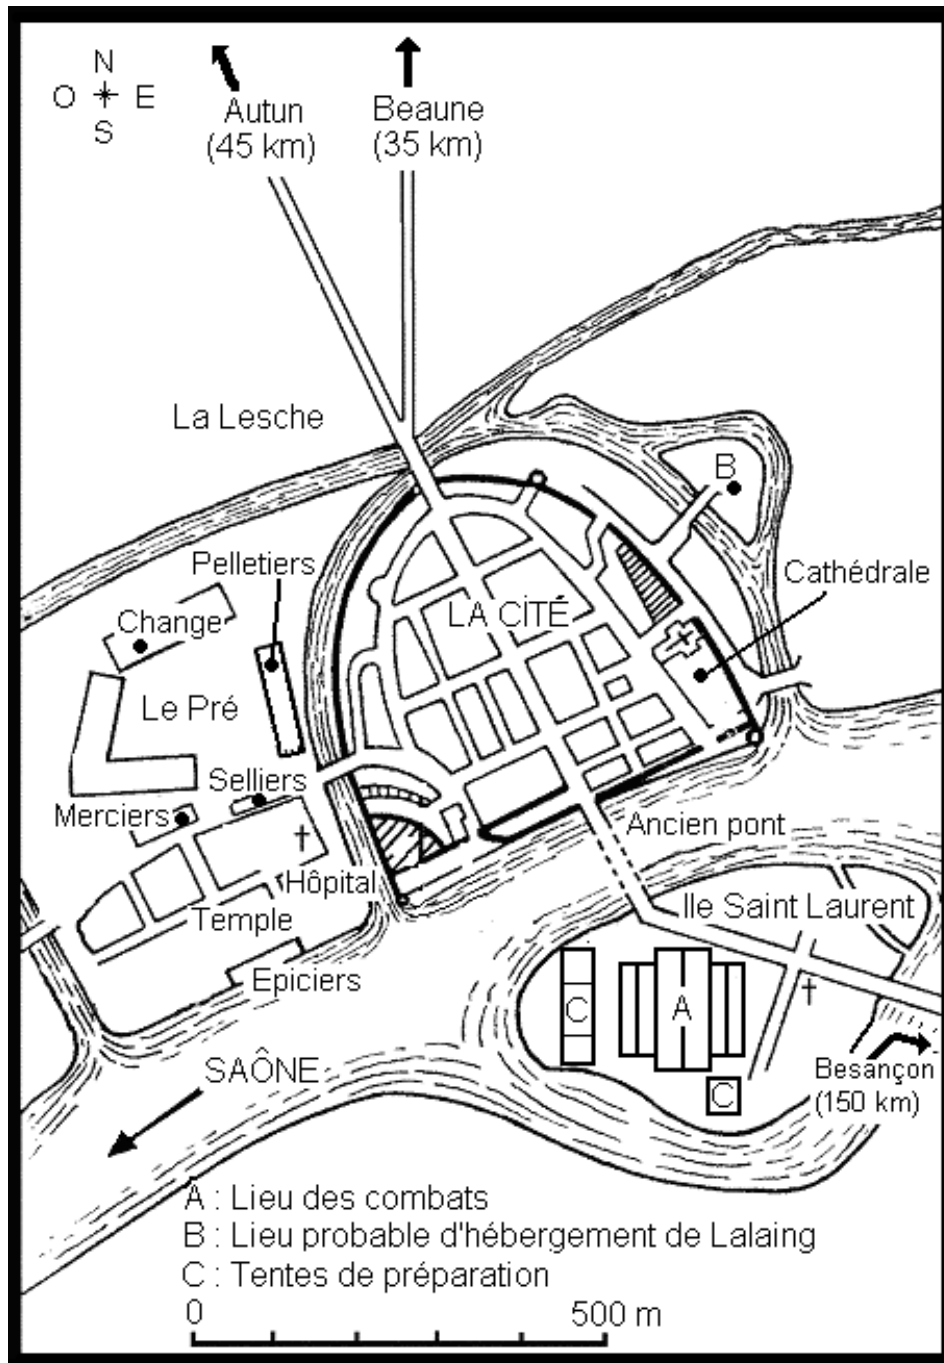 N
O E
S
Autun
(45 km)
Beaune
(35 km)
La Lesche
B
Pelletiers
Cathédrale
LA CITÉ
Change
Le Pré
Selliers
Merciers
Ancien pont
Hôpital
Ile Saint Laurent
Temple
Epiciers
C
A
SAÔNE
Besançon
(150 km)
C
A : Lieu des combats
B : Lieu probable d'hébergement de Lalaing
C : Tentes de préparation
0 500 m